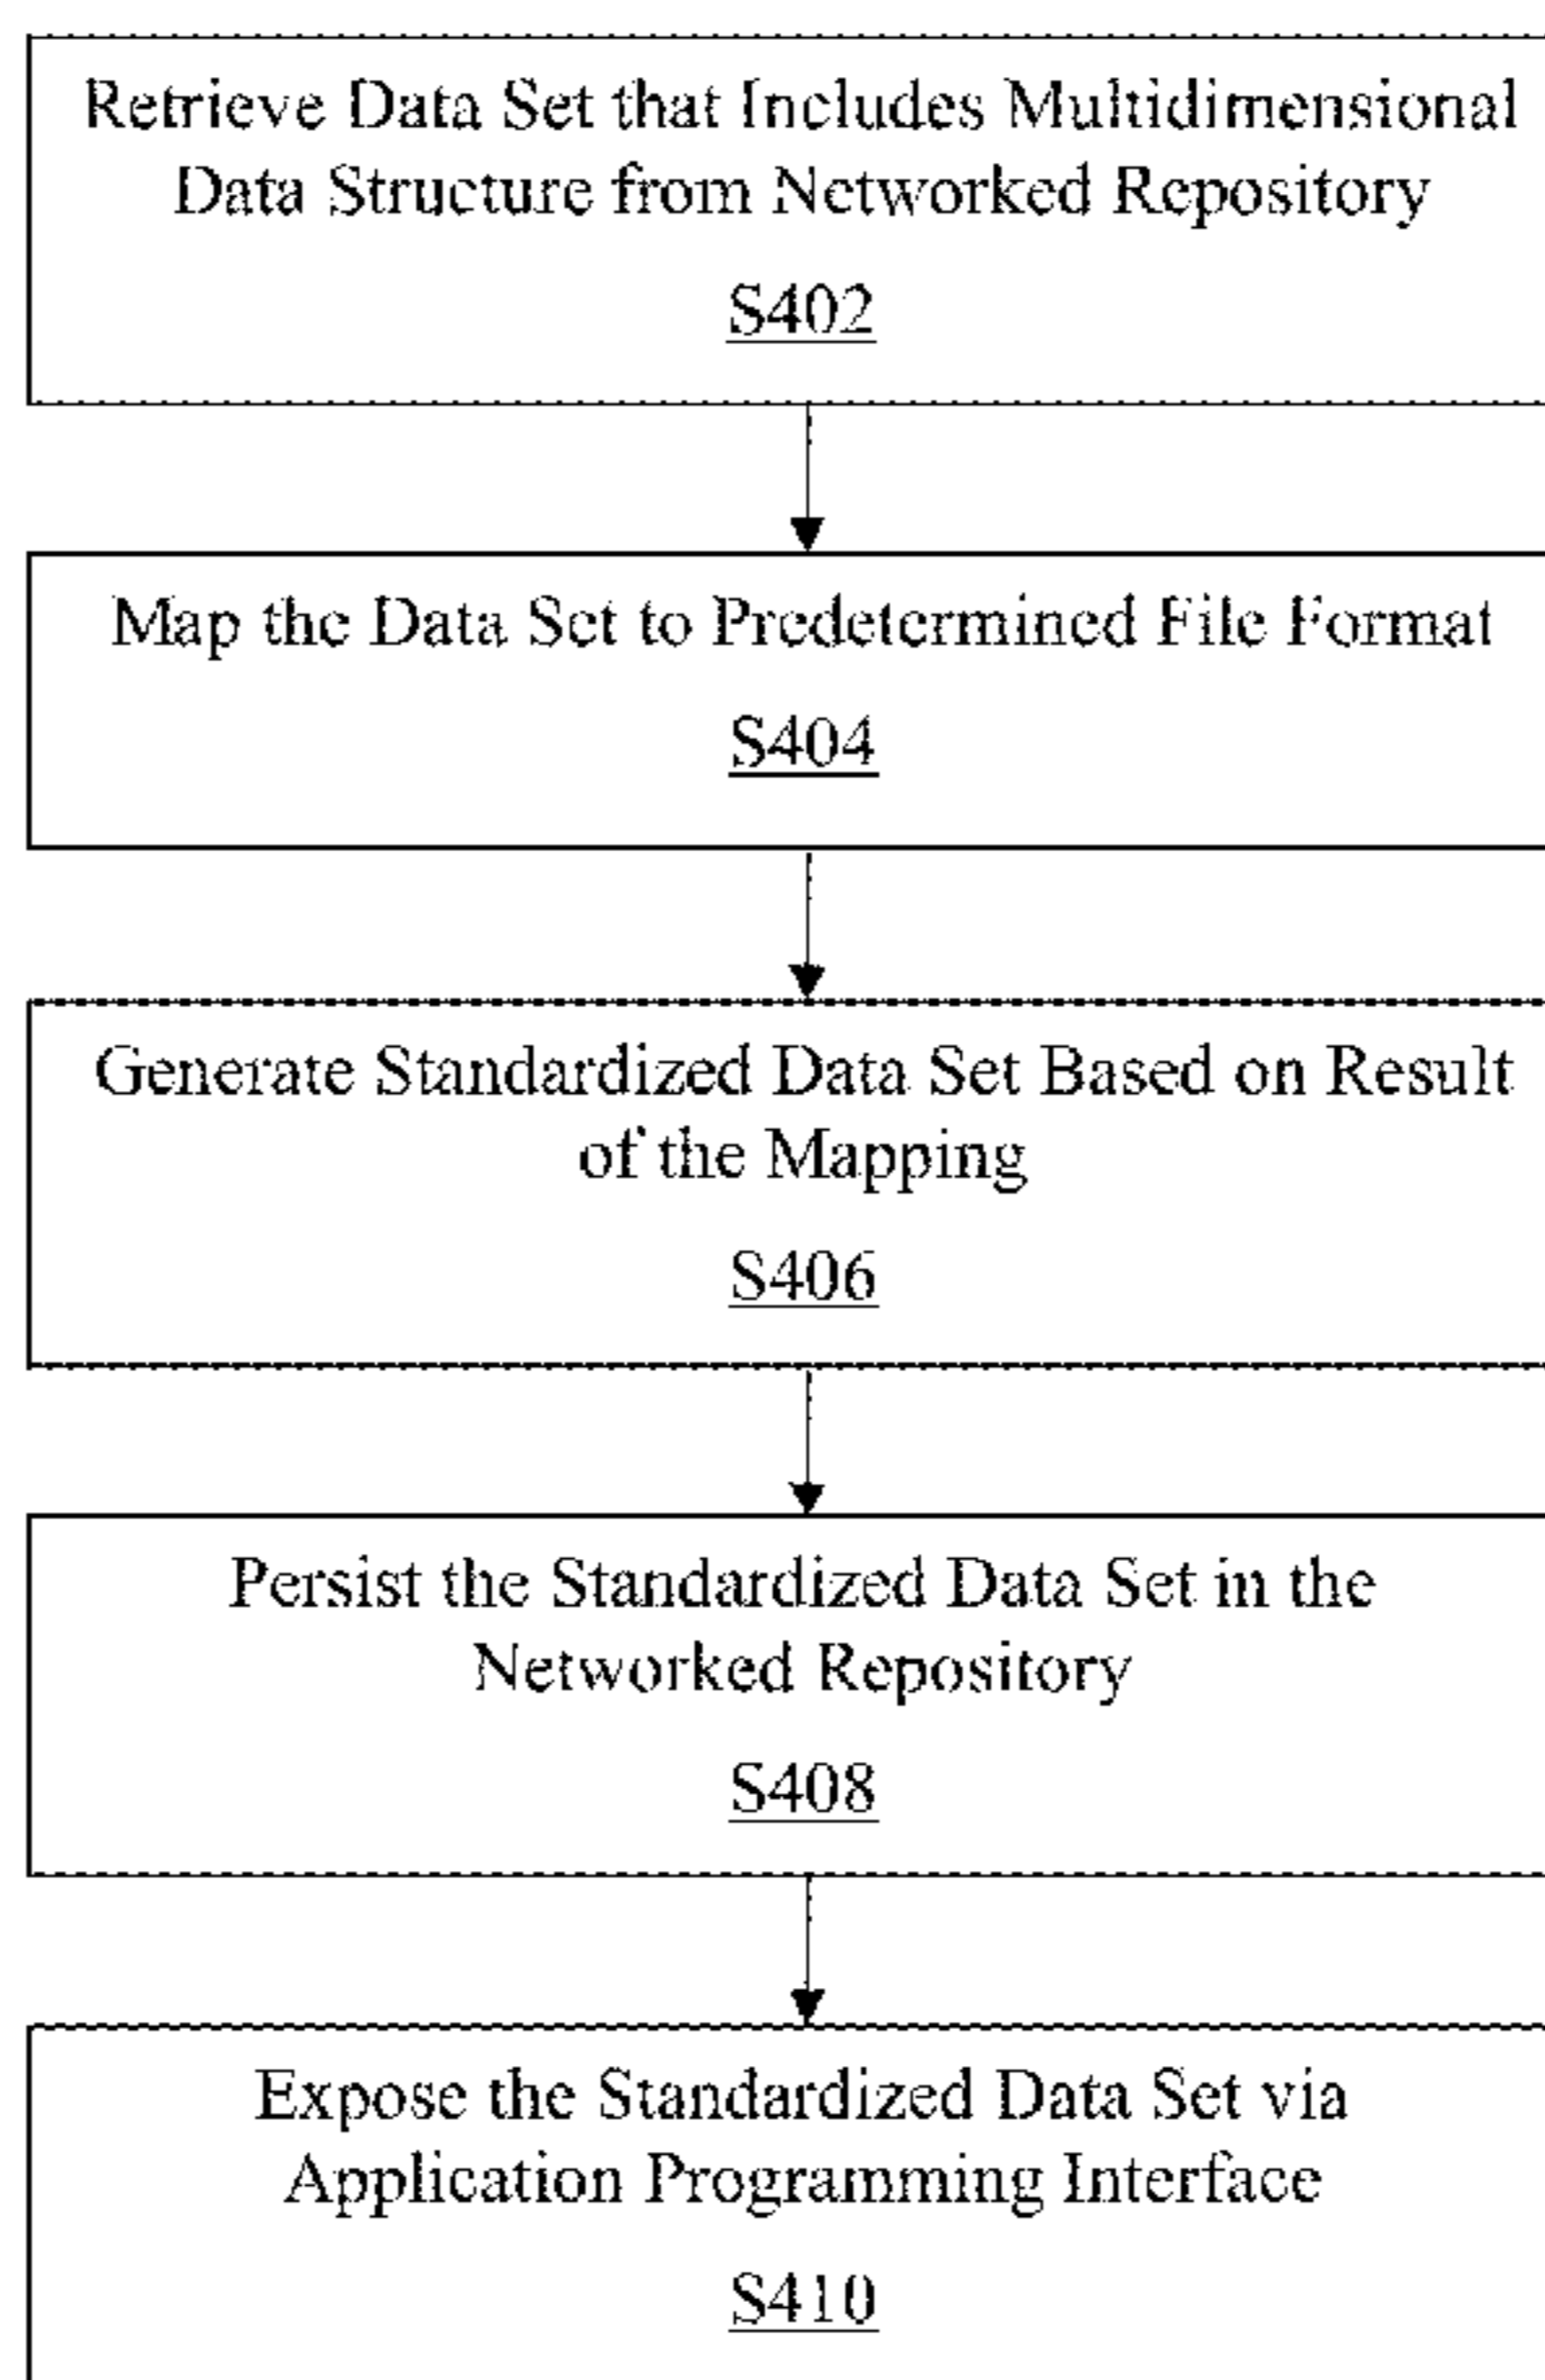 Retrieve Data Set that Includes Multidimensional
Data Structure from Networked Repository
S402
Map the Data Set to Predetermined File Format
S404
Generate Standardized Data Set Based on Result
of the Mapping
S406
Persist the Standardized Data Set in the
Networked Repository
S408
Expose the Standardized Data Set via
Application Programming Interface
S410